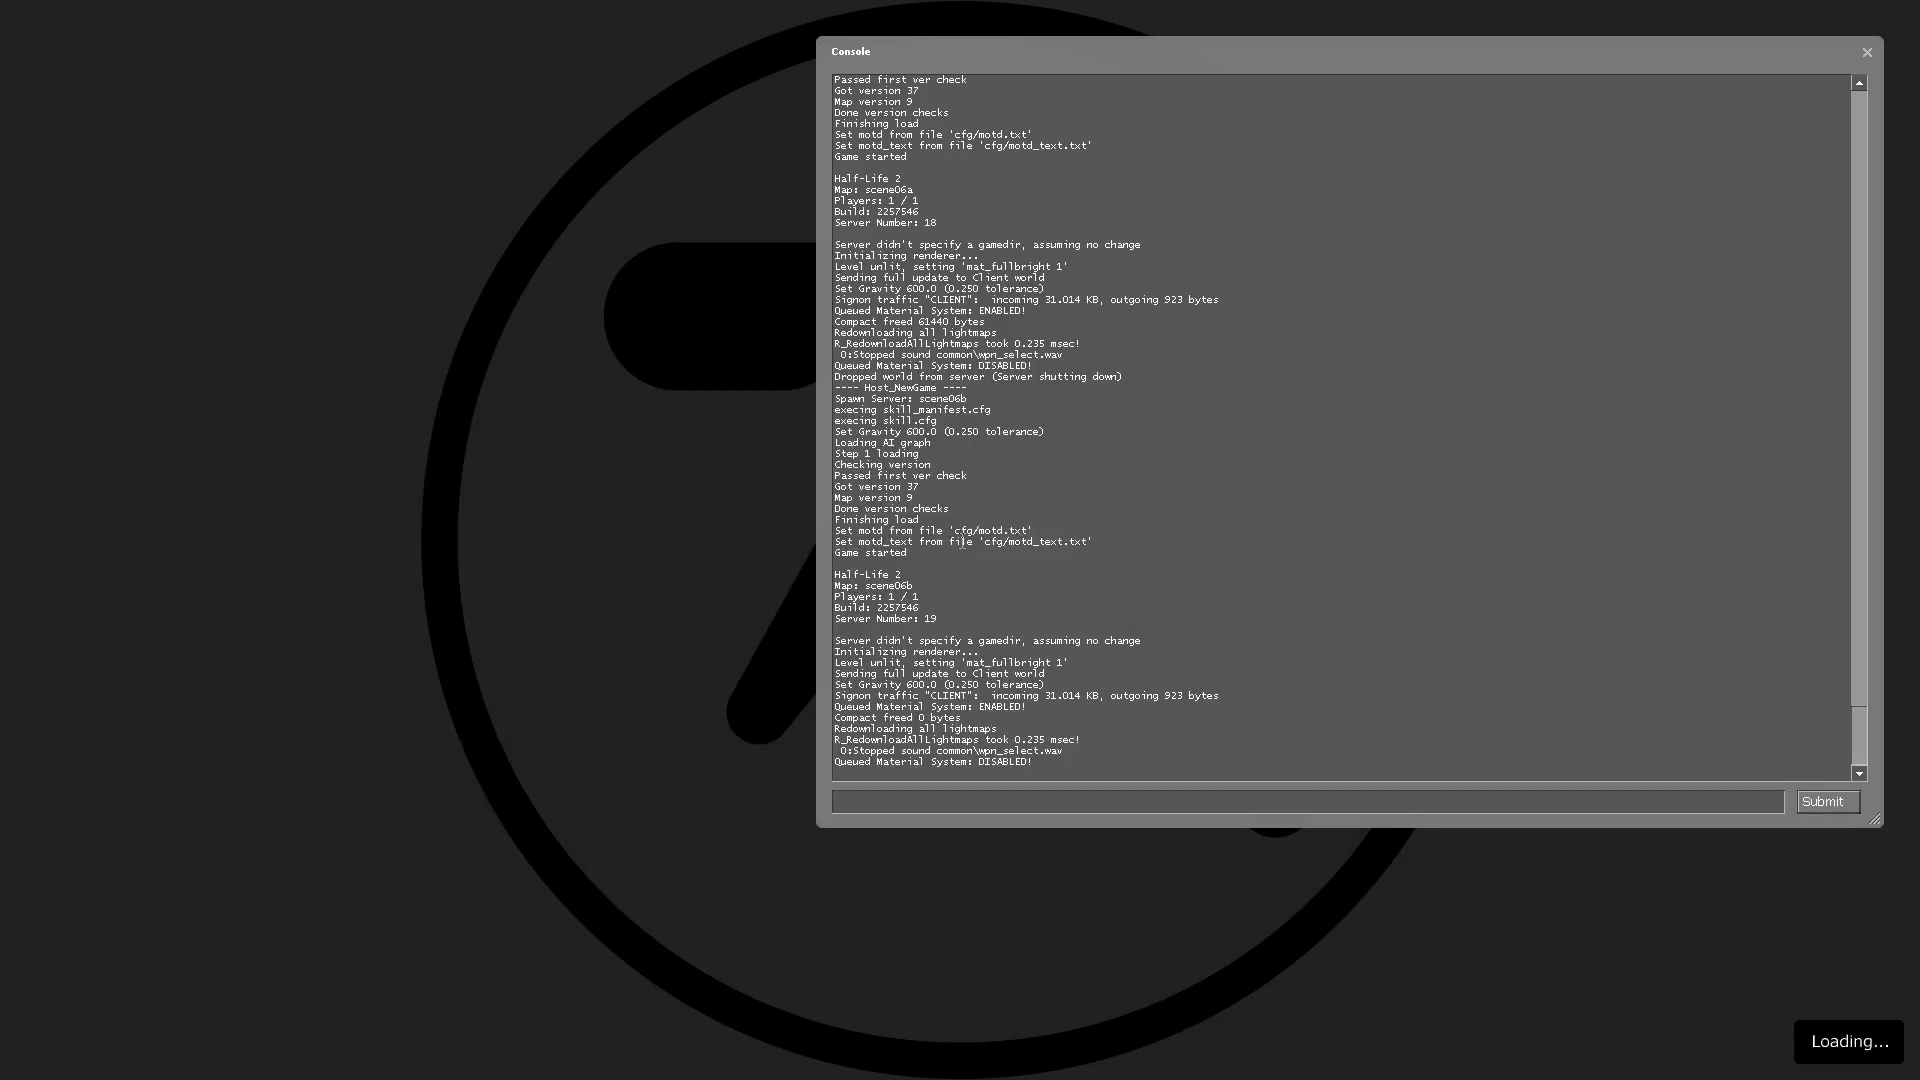 Console
Passed first ver check
Got version 37
Map version 9
Done version checks
Finishing load
Set motd from file 'cfg/motd.txt'
Set motd_text from file 'cfg/motd_text.txt'
Game started
Half-Life 2
Map: scene06a
Players: 1 / 1
Build: 2257546
Server Number: 18
Server didn't specify a gamedir, assuming no change
Initializing renderer...
Level unlit, setting 'mat_fullbright 1'
Sending full update to Client world
Set Gravity 600.0 (0.250 tolerance)
Signon traffic "CLIENT":  incoming 31.014 KB, outgoing 923 bytes
Queued Material System: ENABLED!
Compact freed 61440 bytes
Redownloading all lightmaps
R_RedownloadAllLightmaps took 0.235 msec!
 0:Stopped sound common\wpn_select.wav
Queued Material System: DISABLED!
Dropped world from server (Server shutting down)
---- Host_NewGame ----
Spawn Server: scene06b
execing skill_manifest.cfg
execing skill.cfg
Set Gravity 600.0 (0.250 tolerance)
Loading AI graph
Step 1 loading
Checking version
Passed first ver check
Got version 37
Map version 9
Done version checks
Finishing load
Set motd from file 'cfg/motd.txt'
Set motd_text from file 'cfg/motd_text.txt'
Game started
Half-Life 2
Map: scene06b
Players: 1 / 1
Build: 2257546
Server Number: 19
Server didn't specify a gamedir, assuming no change
Initializing renderer...
Level unlit, setting 'mat_fullbright 1'
Sending full update to Client world
Set Gravity 600.0 (0.250 tolerance)
Signon traffic "CLIENT":  incoming 31.014 KB, outgoing 923 bytes
Queued Material System: ENABLED!
Compact freed 0 bytes
Redownloading all lightmaps
R_RedownloadAllLightmaps took 0.235 msec!
 0:Stopped sound common\wpn_select.wav
Queued Material System: DISABLED!
Submit
Loading...